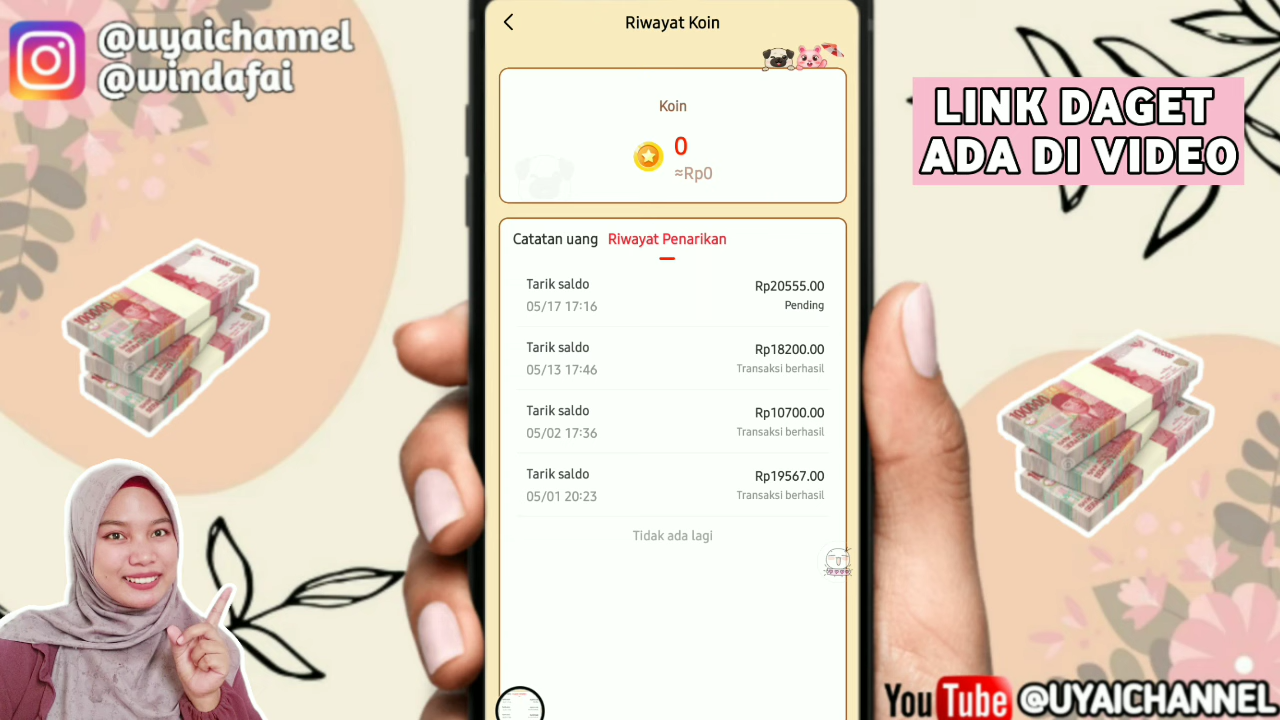 @uyaichannel
@windafai
Riwayat Koin
Koin
0
≈Rp0
LINK DAGET
ADA DI VIDEO
Catatan uang Riwayat Penarikan
Tarik saldo Rp20555.00
05/17 17:16 Pending
Tarik saldo Rp18200.00
05/13 17:46 Transaksi berhasil
Tarik saldo Rp10700.00
05/02 17:36 Transaksi berhasil
Tarik saldo Rp19567.00
05/01 20:23 Transaksi berhasil
Tidak ada lagi
100000
100000
YouTube @UYAICHANNEL